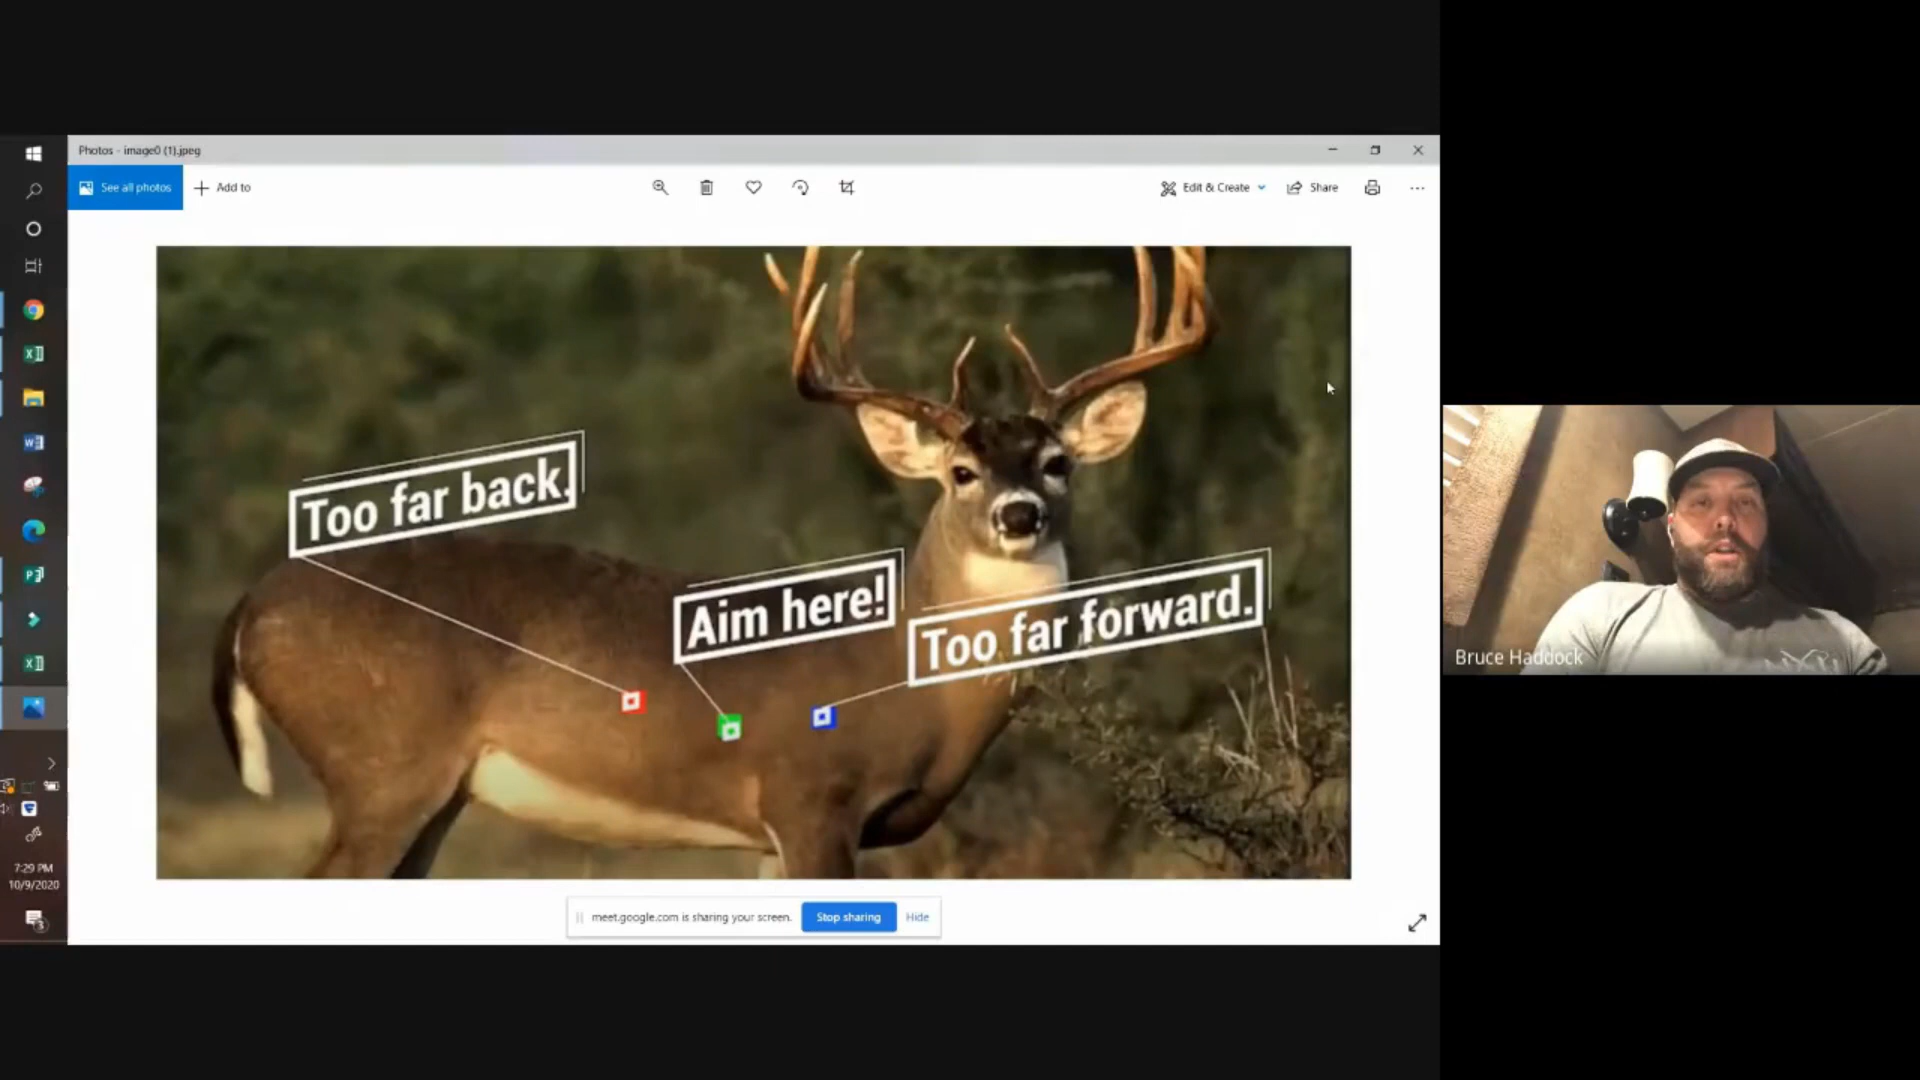 Photos - image0 (1).jpeg
See all photos
Add to
Edit & Create
Share
Too far back.
Aim here!
Too far forward.
Bruce Haddock
7:29 PM
10/9/2020
meet.google.com is sharing your screen.
Stop sharing
Hide